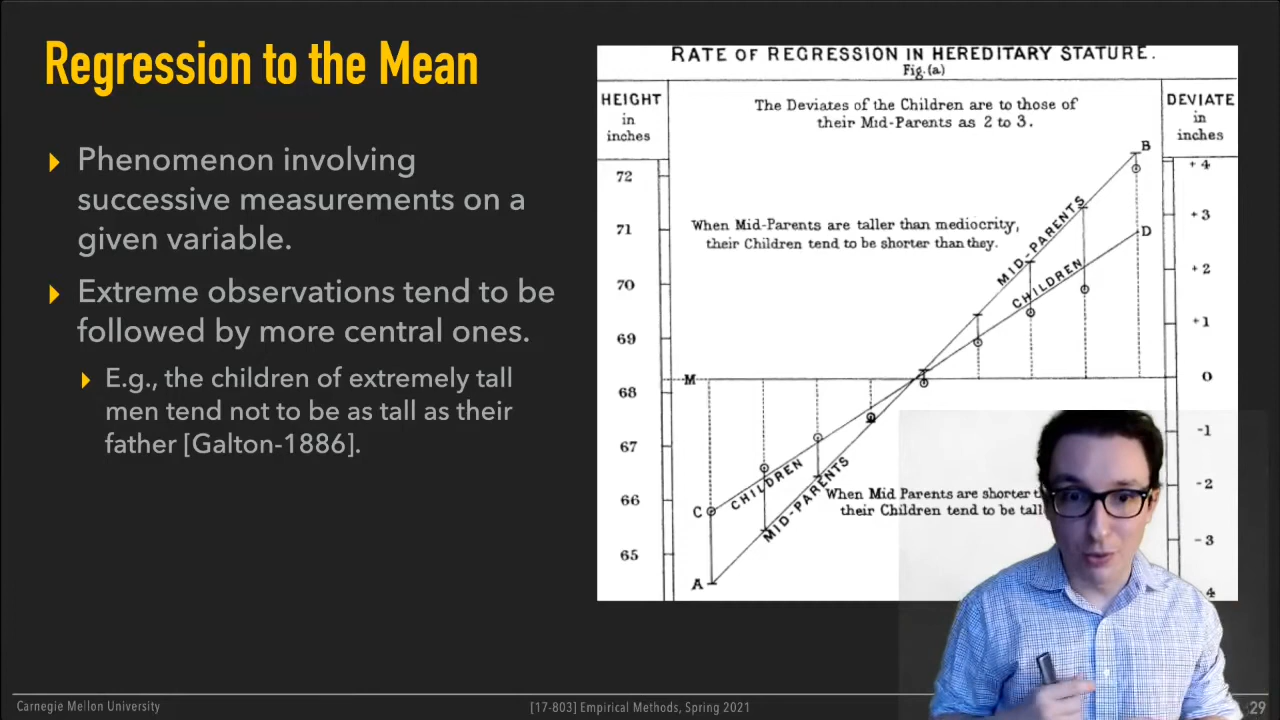 Regression to the Mean
Phenomenon involving
successive measurements on a
given variable.
Extreme observations tend to be
followed by more central ones.
E.g., the children of extremely tall
men tend not to be as tall as their
father [Galton-1886].
RATE OF REGRESSION IN HEREDITARY STATURE.
Fig.(a)
HEIGHT
in
inches
The Deviates of the Children are to those of
their Mid-Parents as 2 to 3.
DEVIATE
in
inches
B
72
+4
When Mid-Parents are taller than mediocrity,
their Children tend to be shorter than they.
MID-PARENTS
71
+3
D
70
+2
CHILDREN
69
+1
M
0
68
67
-1
CHILDREN
MID-PARENTS
66
-2
When Mid Parents are shorter
their Children tend to be
C
65
-3
A
4
Carnegie Mellon University
[17-803] Empirical Methods, Spring 2021
29